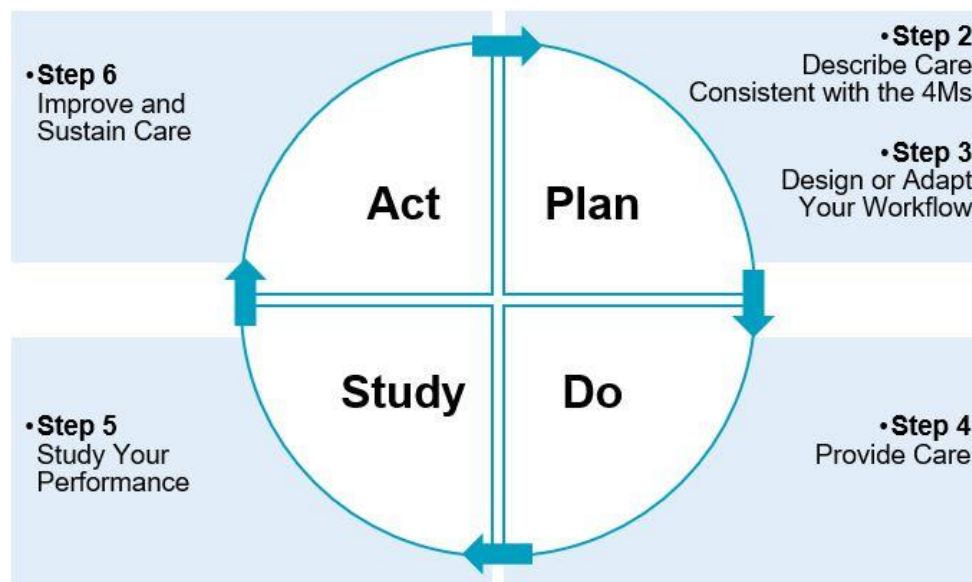 •Step 6
Improve and
Sustain Care
Act
Plan
•Step 2
Describe Care
Consistent with the 4Ms
•Step 3
Design or Adapt
Your Workflow
•Step 5
Study Your
Performance
Study
Do
•Step 4
Provide Care